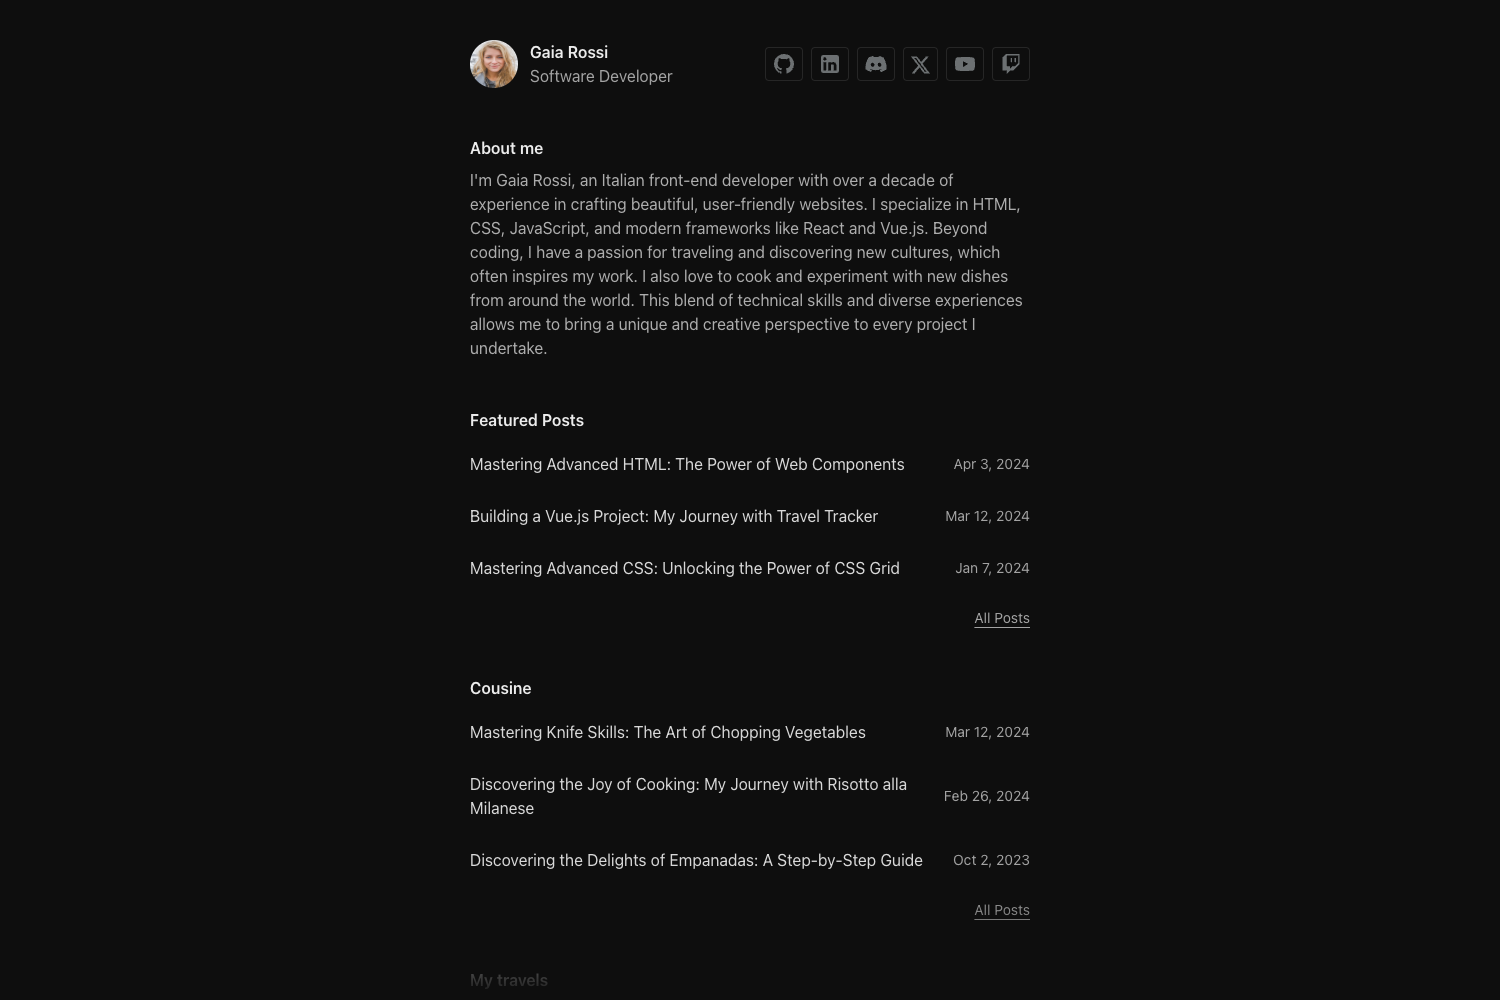 Gaia Rossi
Software Developer
About me
I'm Gaia Rossi, an Italian front-end developer with over a decade of
experience in crafting beautiful, user-friendly websites. I specialize in HTML,
CSS, JavaScript, and modern frameworks like React and Vue.js. Beyond
coding, I have a passion for traveling and discovering new cultures, which
often inspires my work. I also love to cook and experiment with new dishes
from around the world. This blend of technical skills and diverse experiences
allows me to bring a unique and creative perspective to every project I
undertake.
Featured Posts
Mastering Advanced HTML: The Power of Web Components Apr 3, 2024
Building a Vue.js Project: My Journey with Travel Tracker Mar 12, 2024
Mastering Advanced CSS: Unlocking the Power of CSS Grid Jan 7, 2024
All Posts
Cousine
Mastering Knife Skills: The Art of Chopping Vegetables Mar 12, 2024
Discovering the Joy of Cooking: My Journey with Risotto alla
Milanese Feb 26, 2024
Discovering the Delights of Empanadas: A Step-by-Step Guide Oct 2, 2023
All Posts
My travels